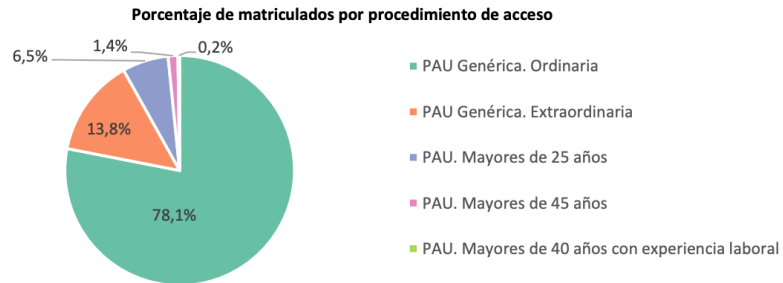 Porcentaje de matriculados por procedimiento de acceso
6,5%
1,4%
0,2%
13,8%
78,1%
PAU Genérica. Ordinaria
PAU Genérica. Extraordinaria
PAU. Mayores de 25 años
PAU. Mayores de 45 años
PAU. Mayores de 40 años con experiencia laboral